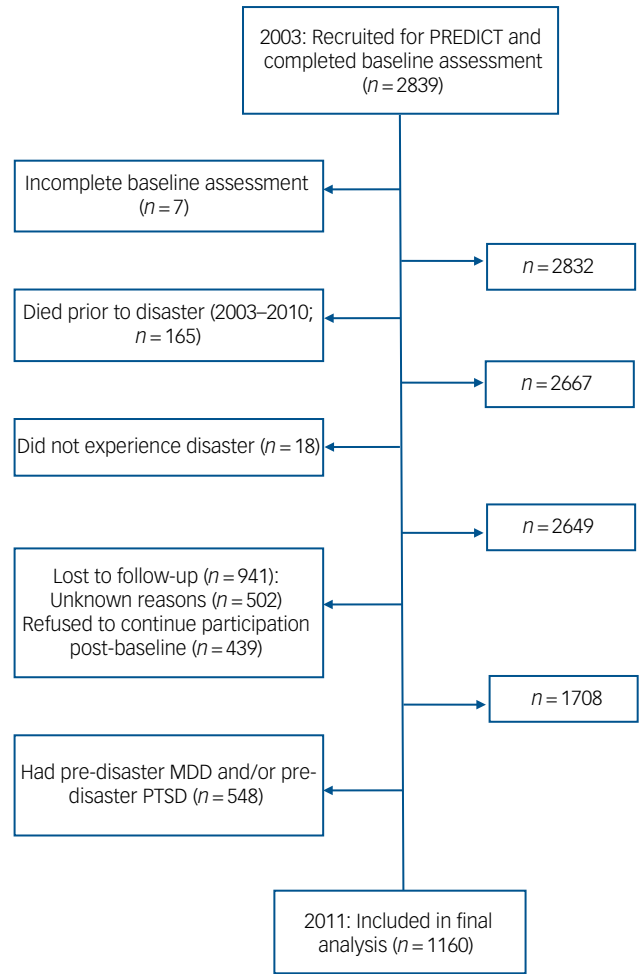 2003: Recruited for PREDICT and
completed baseline assessment
(n = 2839)
Incomplete baseline assessment
(n = 7)
n = 2832
Died prior to disaster (2003–2010;
n = 165)
n = 2667
Did not experience disaster (n = 18)
n = 2649
Lost to follow-up (n = 941):
Unknown reasons (n = 502)
Refused to continue participation
post-baseline (n = 439)
n = 1708
Had pre-disaster MDD and/or pre-
disaster PTSD (n = 548)
2011: Included in final
analysis (n = 1160)